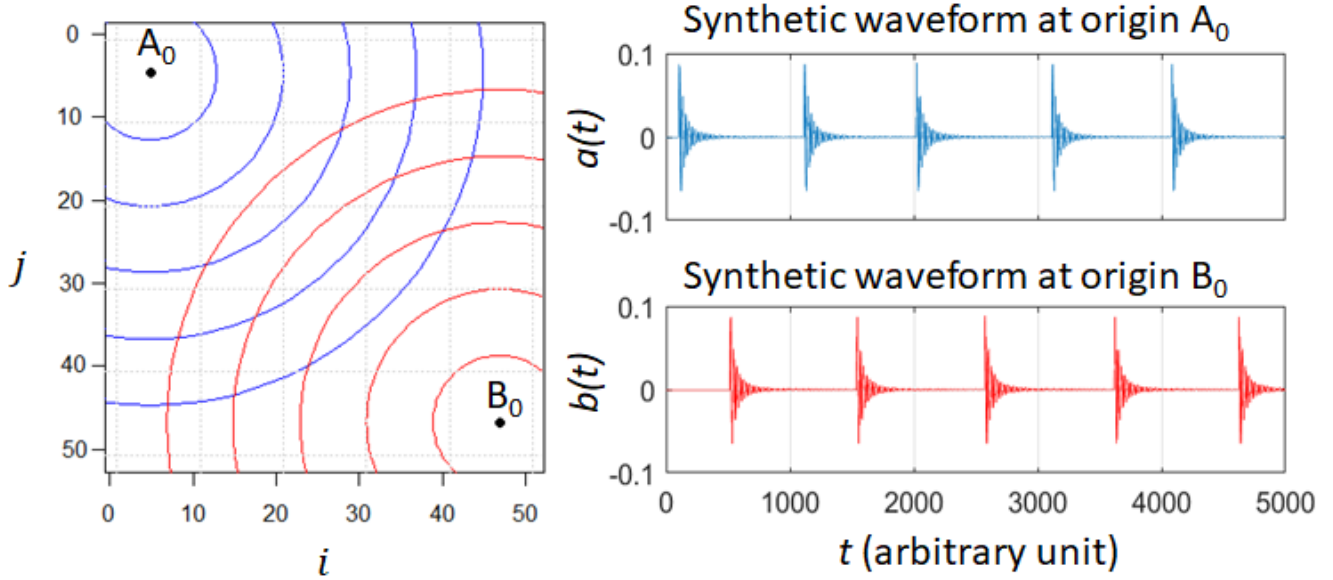 0
10
20
30
40
50
j
A₀
B₀
0 10 20 30 40 50
i
Synthetic waveform at origin A₀
0.1
0
-0.1
a(t)
Synthetic waveform at origin B₀
0.1
0
-0.1
b(t)
0 1000 2000 3000 4000 5000
t (arbitrary unit)